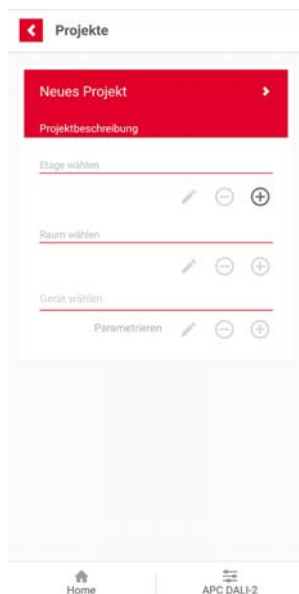 Projekte
Neues Projekt
Projektbeschreibung
Etage wählen
Raum wählen
Gerät wählen
Parametrieren
Home
APC DALI-2